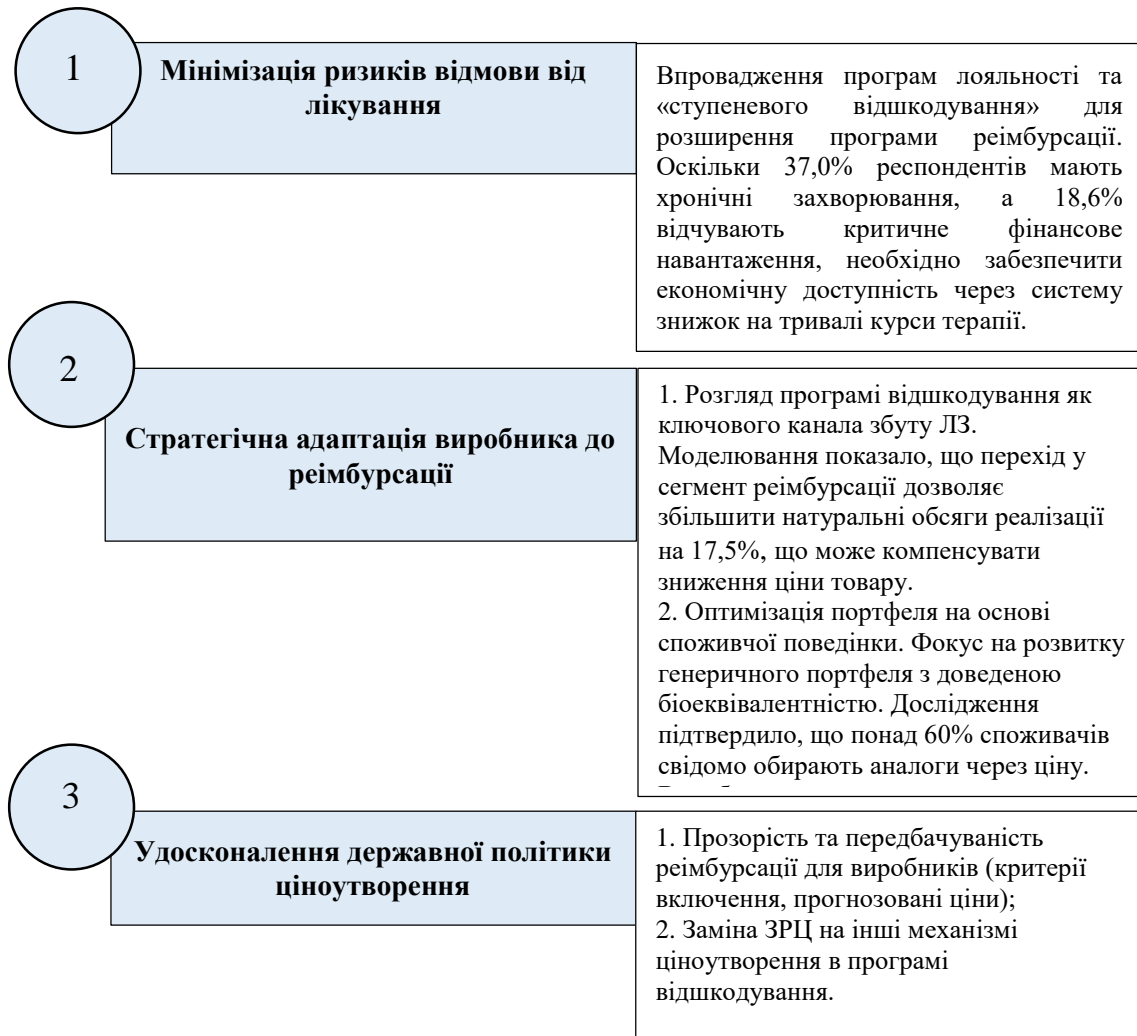 1
Мінімізація ризиків відмови від
лікування
Впровадження програм лояльності та
«ступеневого відшкодування» для
розширення програми реімбурсації.
Оскільки 37,0% респондентів мають
хронічні захворювання, а 18,6%
відчувають критичне фінансове
навантаження, необхідно забезпечити
економічну доступність через систему
знижок на тривалі курси терапії.
2
Стратегічна адаптація виробника до
реімбурсації
1. Розгляд програмі відшкодування як
ключового канала збуту ЛЗ.
Моделювання показало, що перехід у
сегмент реімбурсації дозволяє
збільшити натуральні обсяги реалізації
на 17,5%, що може компенсувати
зниження ціни товару.
2. Оптимізація портфеля на основі
споживчої поведінки. Фокус на розвитку
генеричного портфеля з доведеною
біоеквівалентністю. Дослідження
підтвердило, що понад 60% споживачів
свідомо обирають аналоги через ціну.
3
Удосконалення державної політики
ціноутворення
1. Прозорість та передбачуваність
реімбурсації для виробників (критерії
включення, прогнозовані ціни);
2. Заміна ЗРЦ на інші механізмі
ціноутворення в програмі
відшкодування.